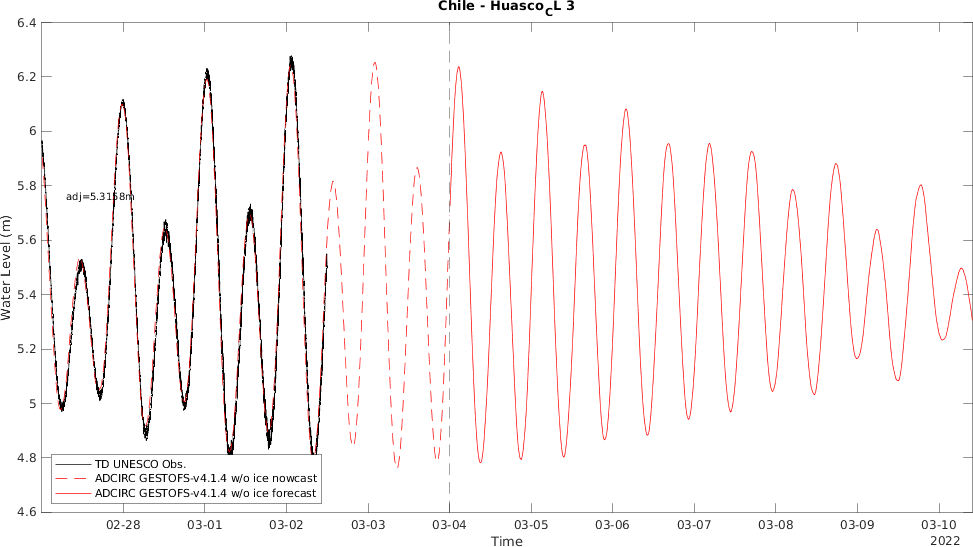 Chile - Huasco_CL 3
6.4
6.2
6
5.8
5.6
5.4
5.2
5
4.8
4.6
Water Level (m)
adj=5.3158m
TD UNESCO Obs.
ADCIRC GESTOFS-v4.1.4 w/o ice nowcast
ADCIRC GESTOFS-v4.1.4 w/o ice forecast
02-28 03-01 03-02 03-03 03-04 03-05 03-06 03-07 03-08 03-09 03-10
Time
2022